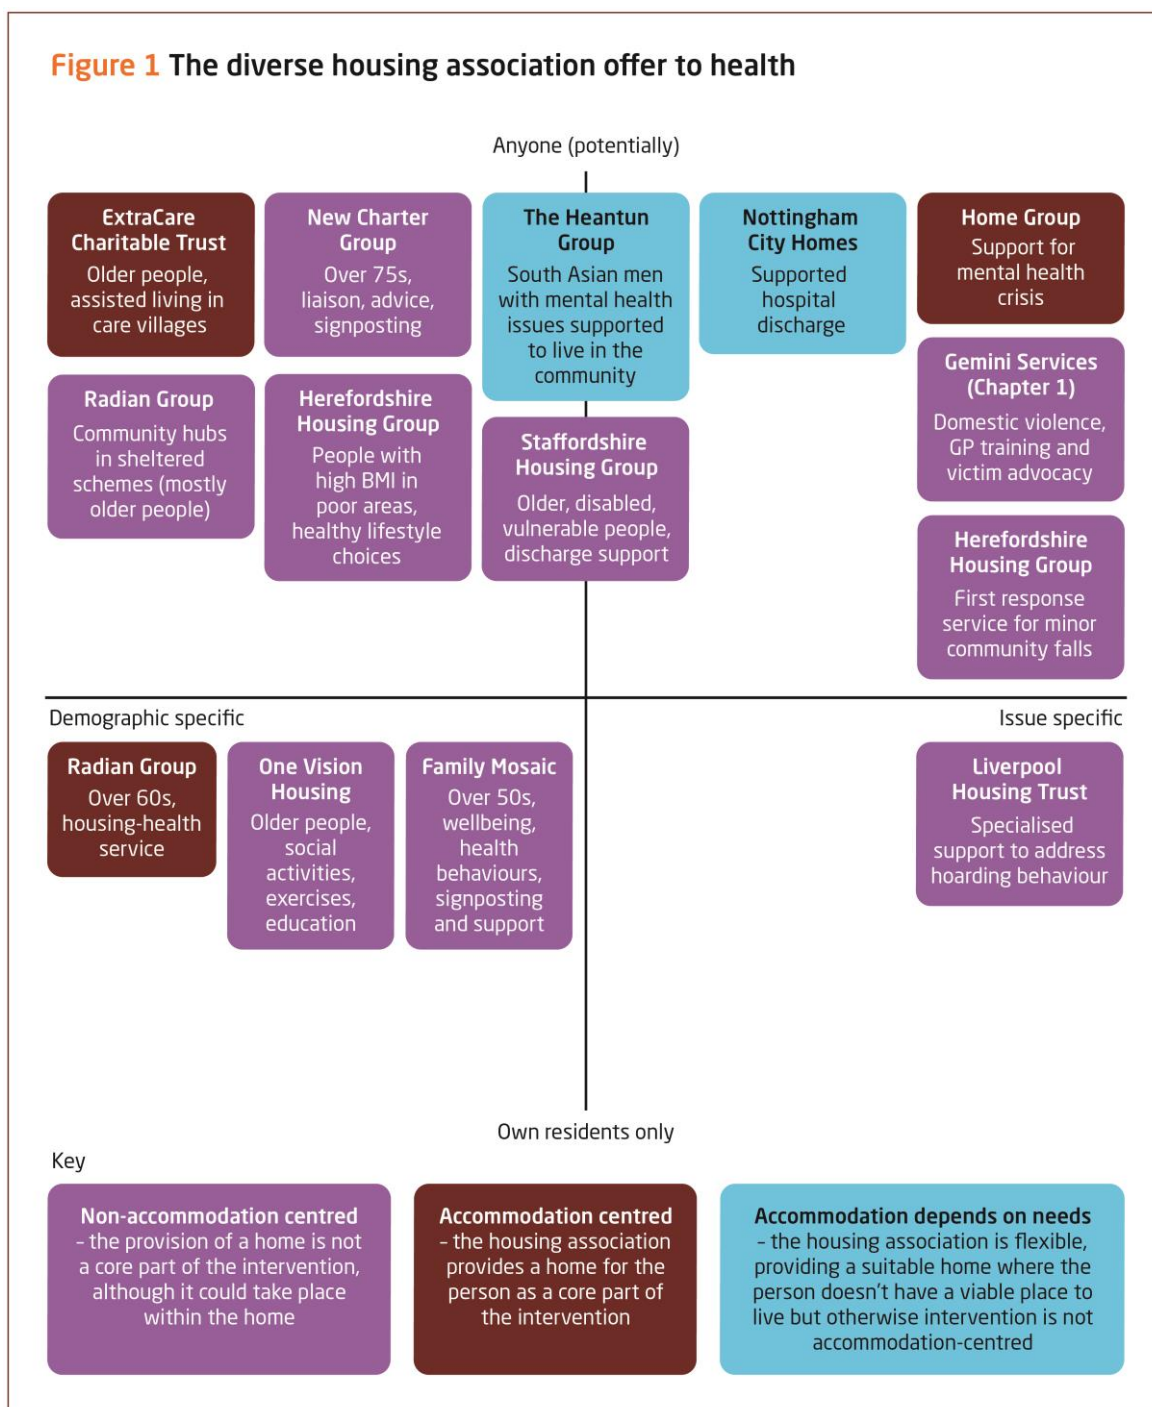 Figure 1 The diverse housing association offer to health
Anyone (potentially)
ExtraCare
Charitable Trust
Older people,
assisted living in
care villages
New Charter
Group
Over 75s,
liaison, advice,
signposting
The Heantun
Group
South Asian men
with mental health
issues supported
to live in the
community
Nottingham
City Homes
Supported
hospital
discharge
Home Group
Support for
mental health
crisis
Radian Group
Community hubs
in sheltered
schemes (mostly
older people)
Herefordshire
Housing Group
People with
high BMI in
poor areas,
healthy lifestyle
choices
Staffordshire
Housing Group
Older, disabled,
vulnerable people,
discharge support
Gemini Services
(Chapter 1)
Domestic violence,
GP training and
victim advocacy
Herefordshire
Housing Group
First response
service for minor
community falls
Demographic specific
Issue specific
Radian Group
Over 60s,
housing-health
service
One Vision
Housing
Older people,
social
activities,
exercises,
education
Family Mosaic
Over 50s,
wellbeing,
health
behaviours,
signposting
and support
Liverpool
Housing Trust
Specialised
support to address
hoarding behaviour
Own residents only
Key
Non-accommodation centred
– the provision of a home is not
a core part of the intervention,
although it could take place
within the home
Accommodation centred
– the housing association
provides a home for the
person as a core part of
the intervention
Accommodation depends on needs
– the housing association is flexible,
providing a suitable home where the
person doesn't have a viable place to
live but otherwise intervention is not
accommodation-centred